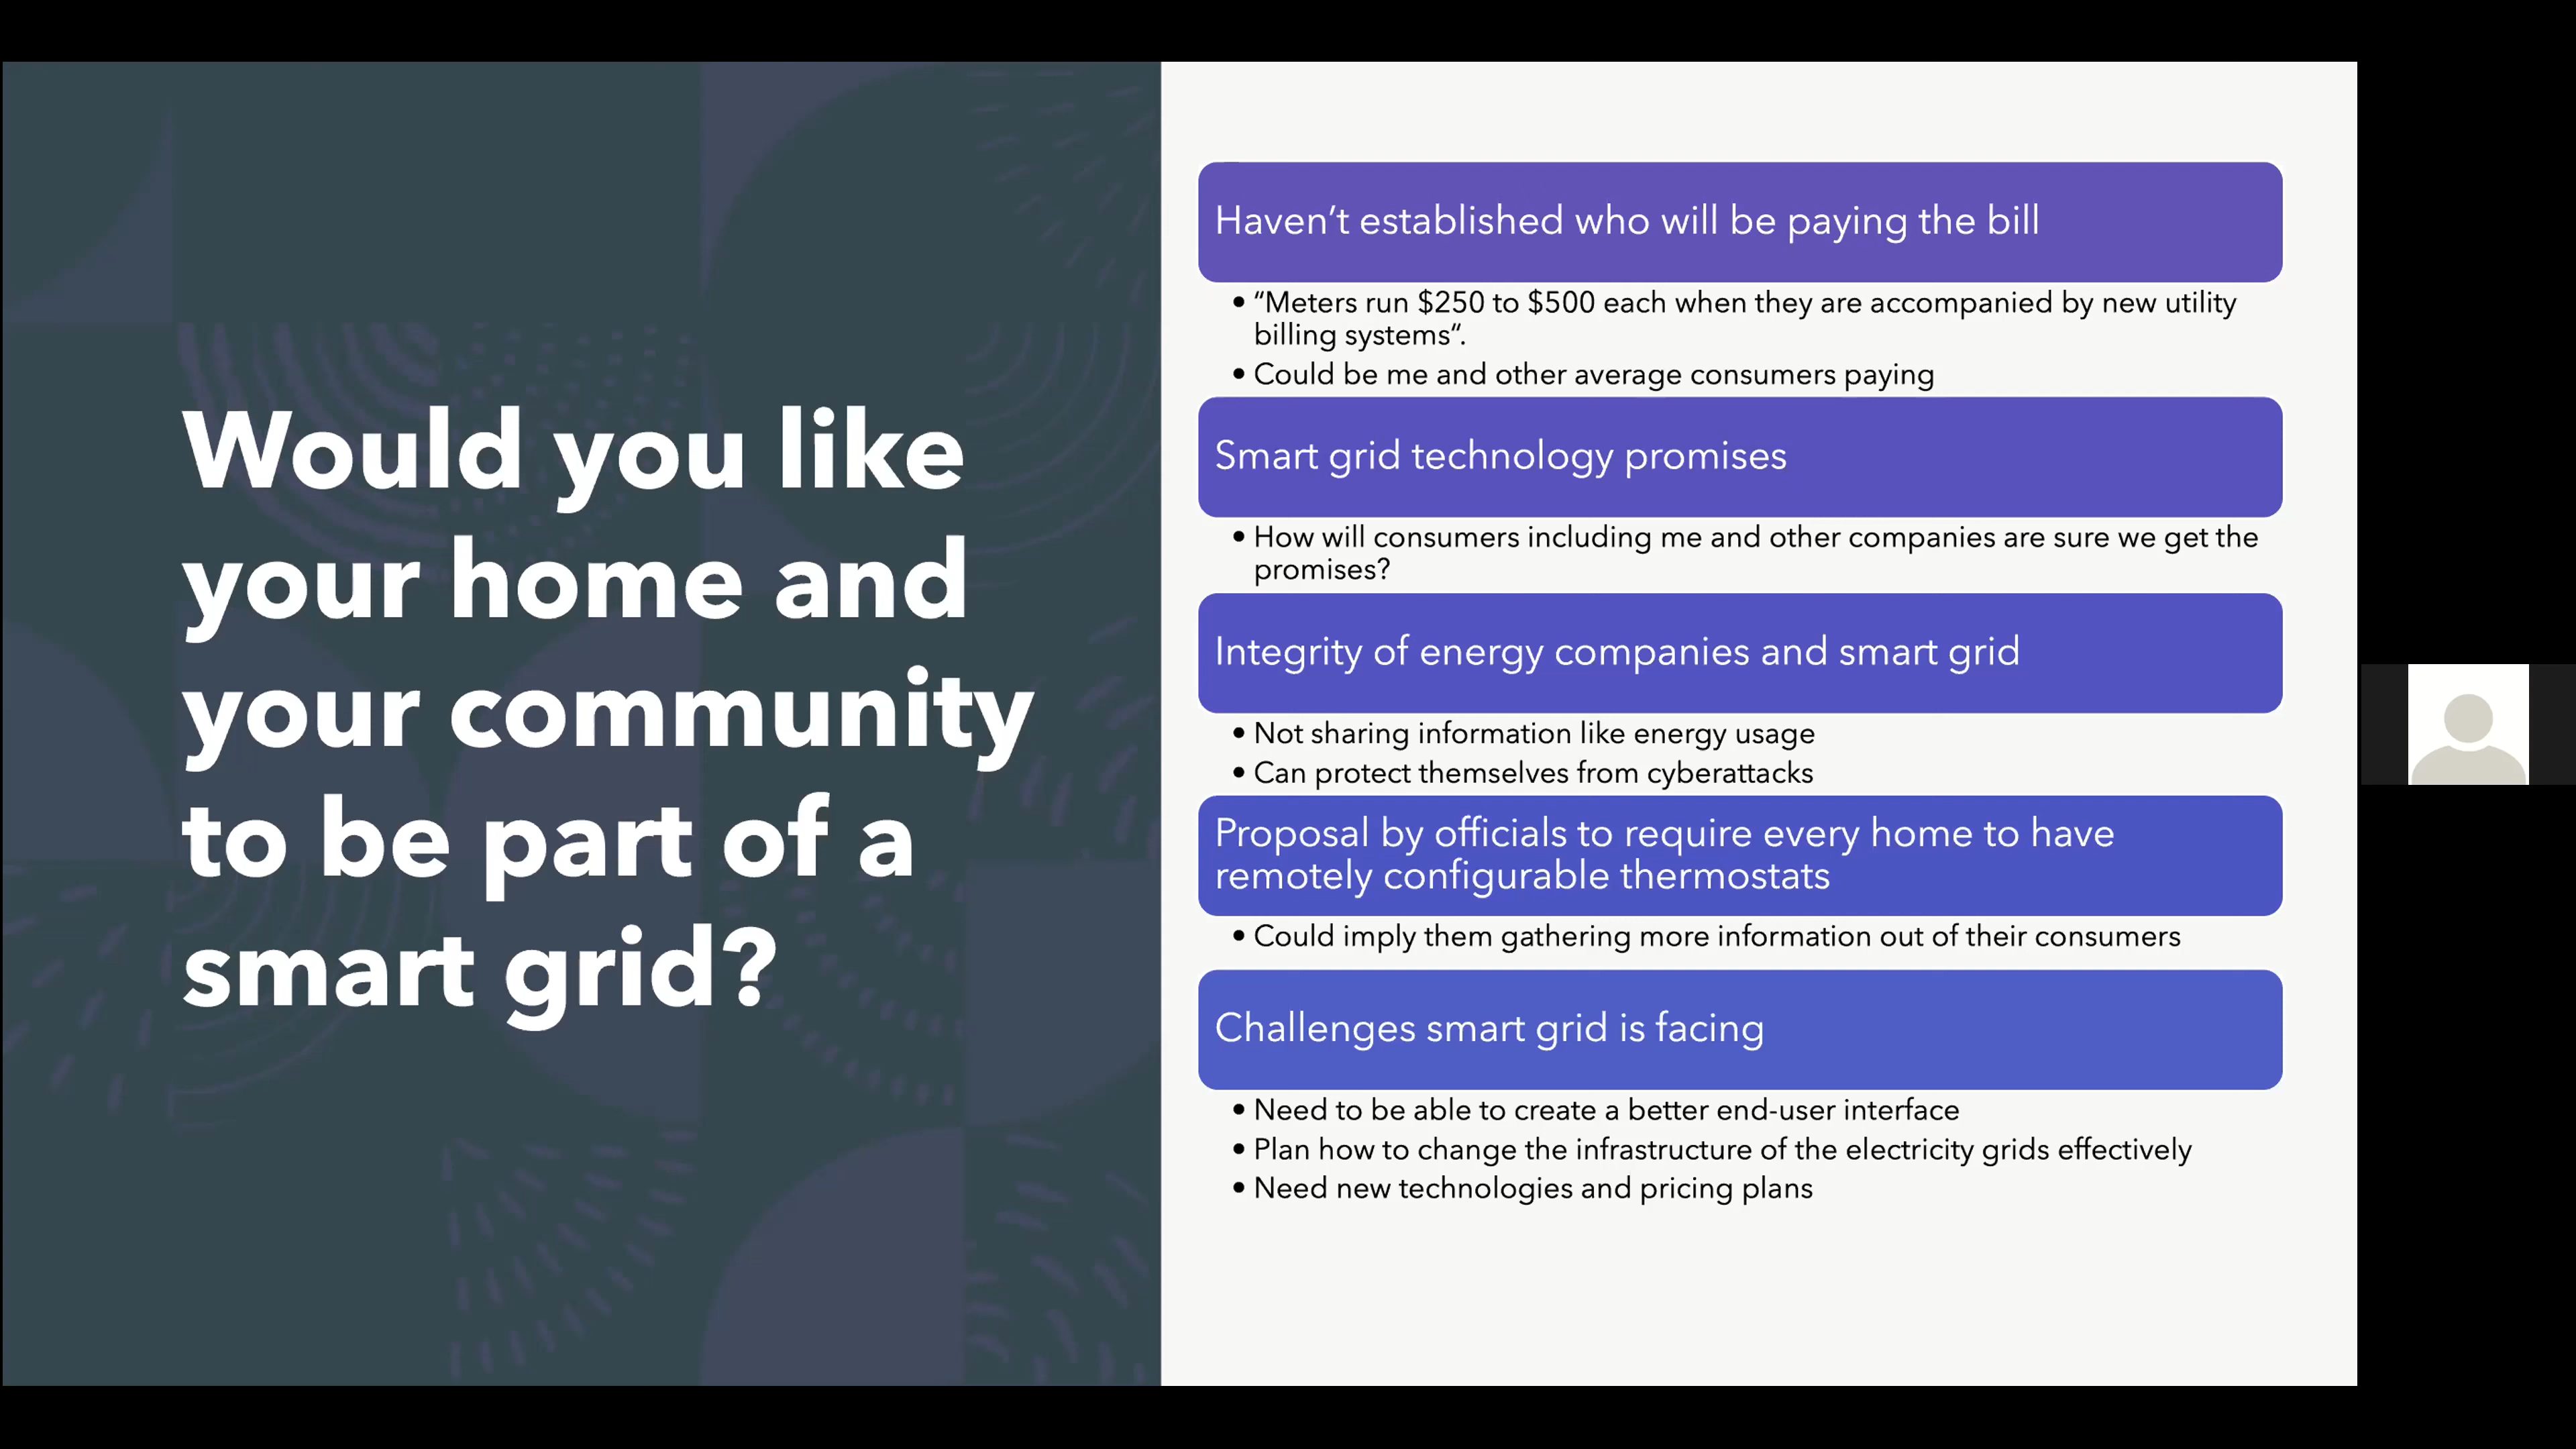 Would you like
your home and
your community
to be part of a
smart grid?
Haven’t established who will be paying the bill
• “Meters run $250 to $500 each when they are accompanied by new utility
billing systems“.
• Could be me and other average consumers paying
Smart grid technology promises
• How will consumers including me and other companies are sure we get the
promises?
Integrity of energy companies and smart grid
• Not sharing information like energy usage
• Can protect themselves from cyberattacks
Proposal by officials to require every home to have
remotely configurable thermostats
• Could imply them gathering more information out of their consumers
Challenges smart grid is facing
• Need to be able to create a better end-user interface
• Plan how to change the infrastructure of the electricity grids effectively
• Need new technologies and pricing plans